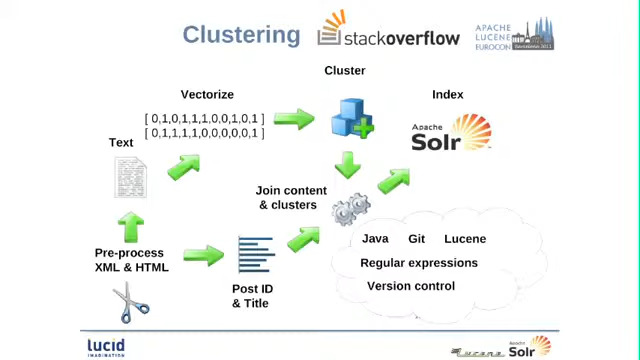 Clustering
stackoverflow
APACHE
LUCENE
EUROCON
Cluster
Vectorize
Index
[ 0,1,0,1,1,1,0,0,1,0,1 ]
[ 0,1,1,1,1,0,0,0,0,0,1 ]
Apache
Solr
Text
Join content
& clusters
Java Git Lucene
Pre-process
XML & HTML
Regular expressions
Version control
Post ID
& Title
lucid
IMAGINATION
Lucene
Apache
Solr